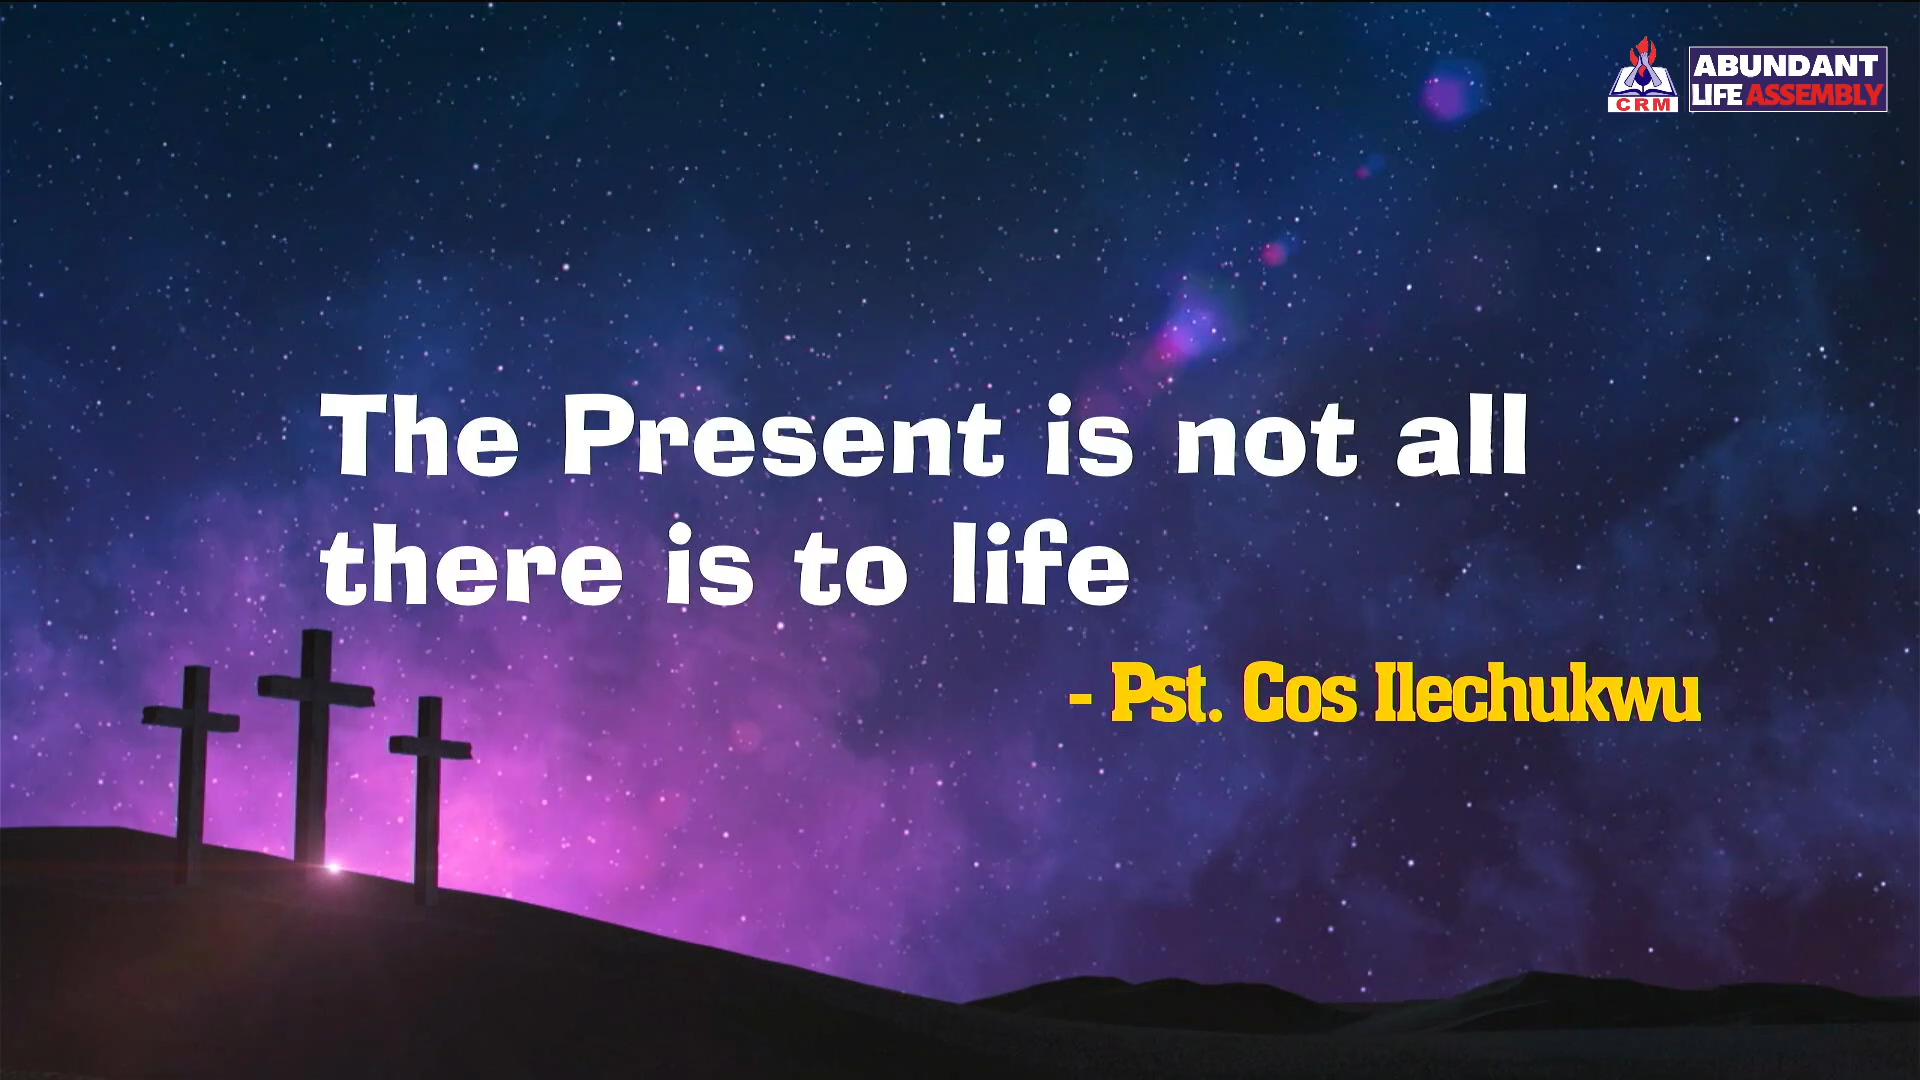 CRM
ABUNDANT
LIFE ASSEMBLY
The Present is not all
there is to life
- Pst. Cos Ilechukwu